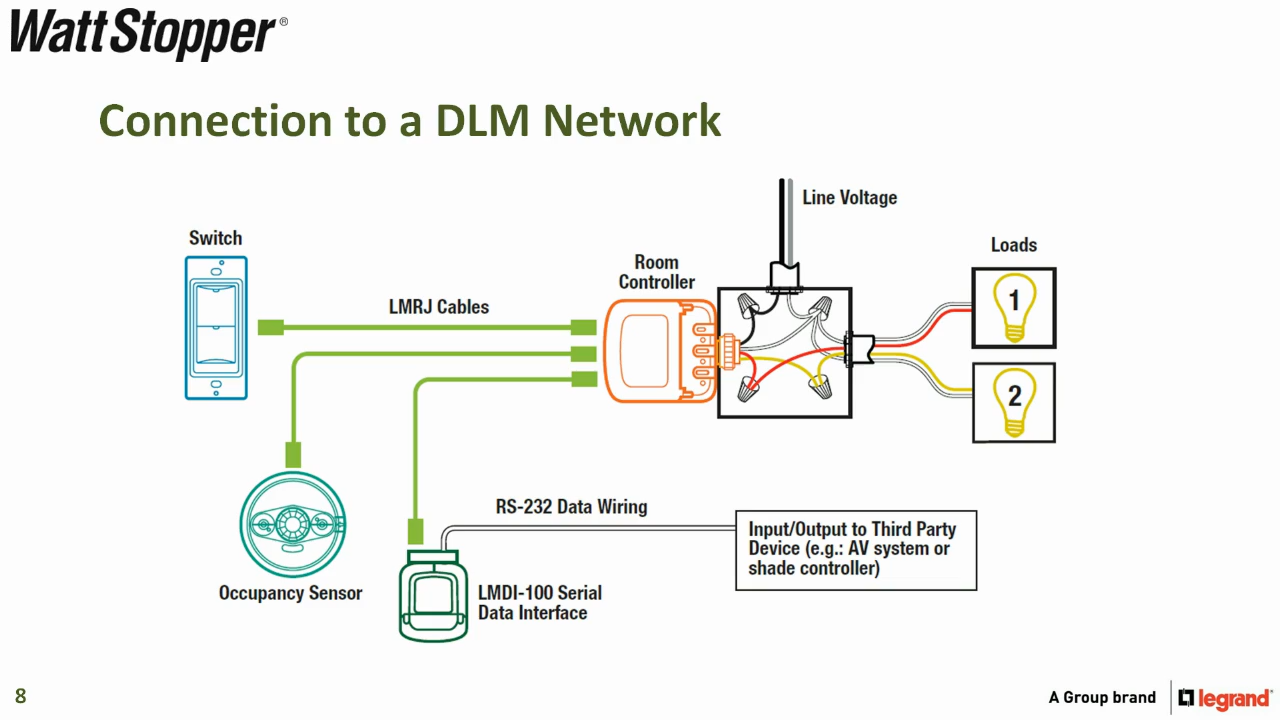 WattStopper®
Connection to a DLM Network
Line Voltage
Switch
Loads
Room
Controller
LMRJ Cables
1
2
RS-232 Data Wiring
Input/Output to Third Party
Device (e.g.: AV system or
shade controller)
Occupancy Sensor
LMDI-100 Serial
Data Interface
8
A Group brand
legrand®